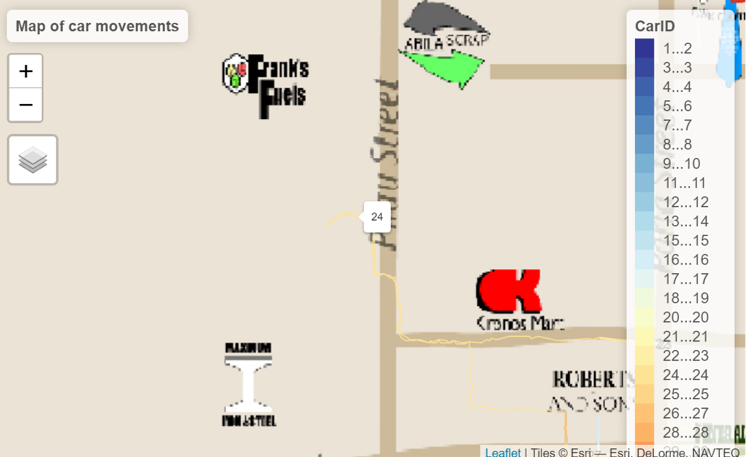 Map of car movements
+
−
Frank's
Fuels
ABILA SCRAP
Street
24
Kronos Mart
MAXIMUM
IRON & STEEL
ROBERTS
AND SON
CarID
1...2
3...3
4...4
5...6
7...7
8...8
9...10
11...11
12...12
13...14
15...15
16...16
17...17
18...19
20...20
21...21
22...23
24...24
25...25
26...27
28...28
Leaflet | Tiles © Esri — Esri, DeLorme, NAVTEQ